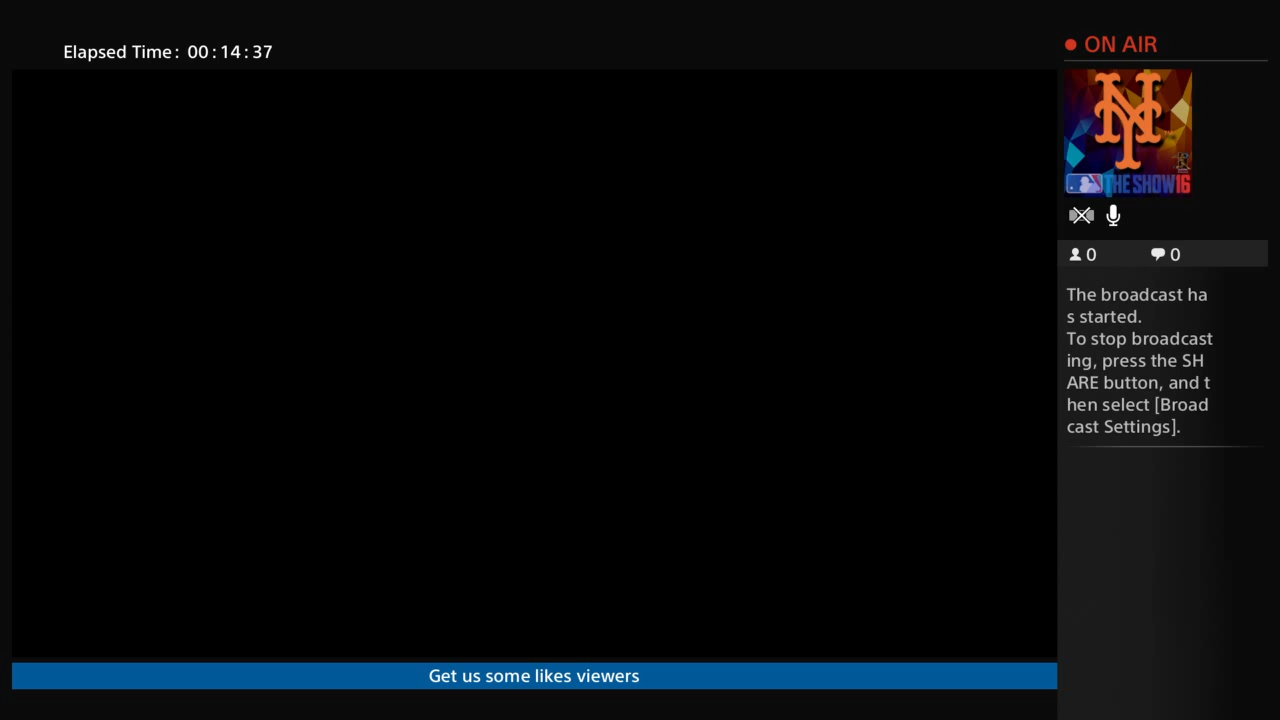 Elapsed Time: 00:14:37
ON AIR
NY
THE SHOW16
0 0
The broadcast ha
s started.
To stop broadcast
ing, press the SH
ARE button, and t
hen select [Broad
cast Settings].
Get us some likes viewers